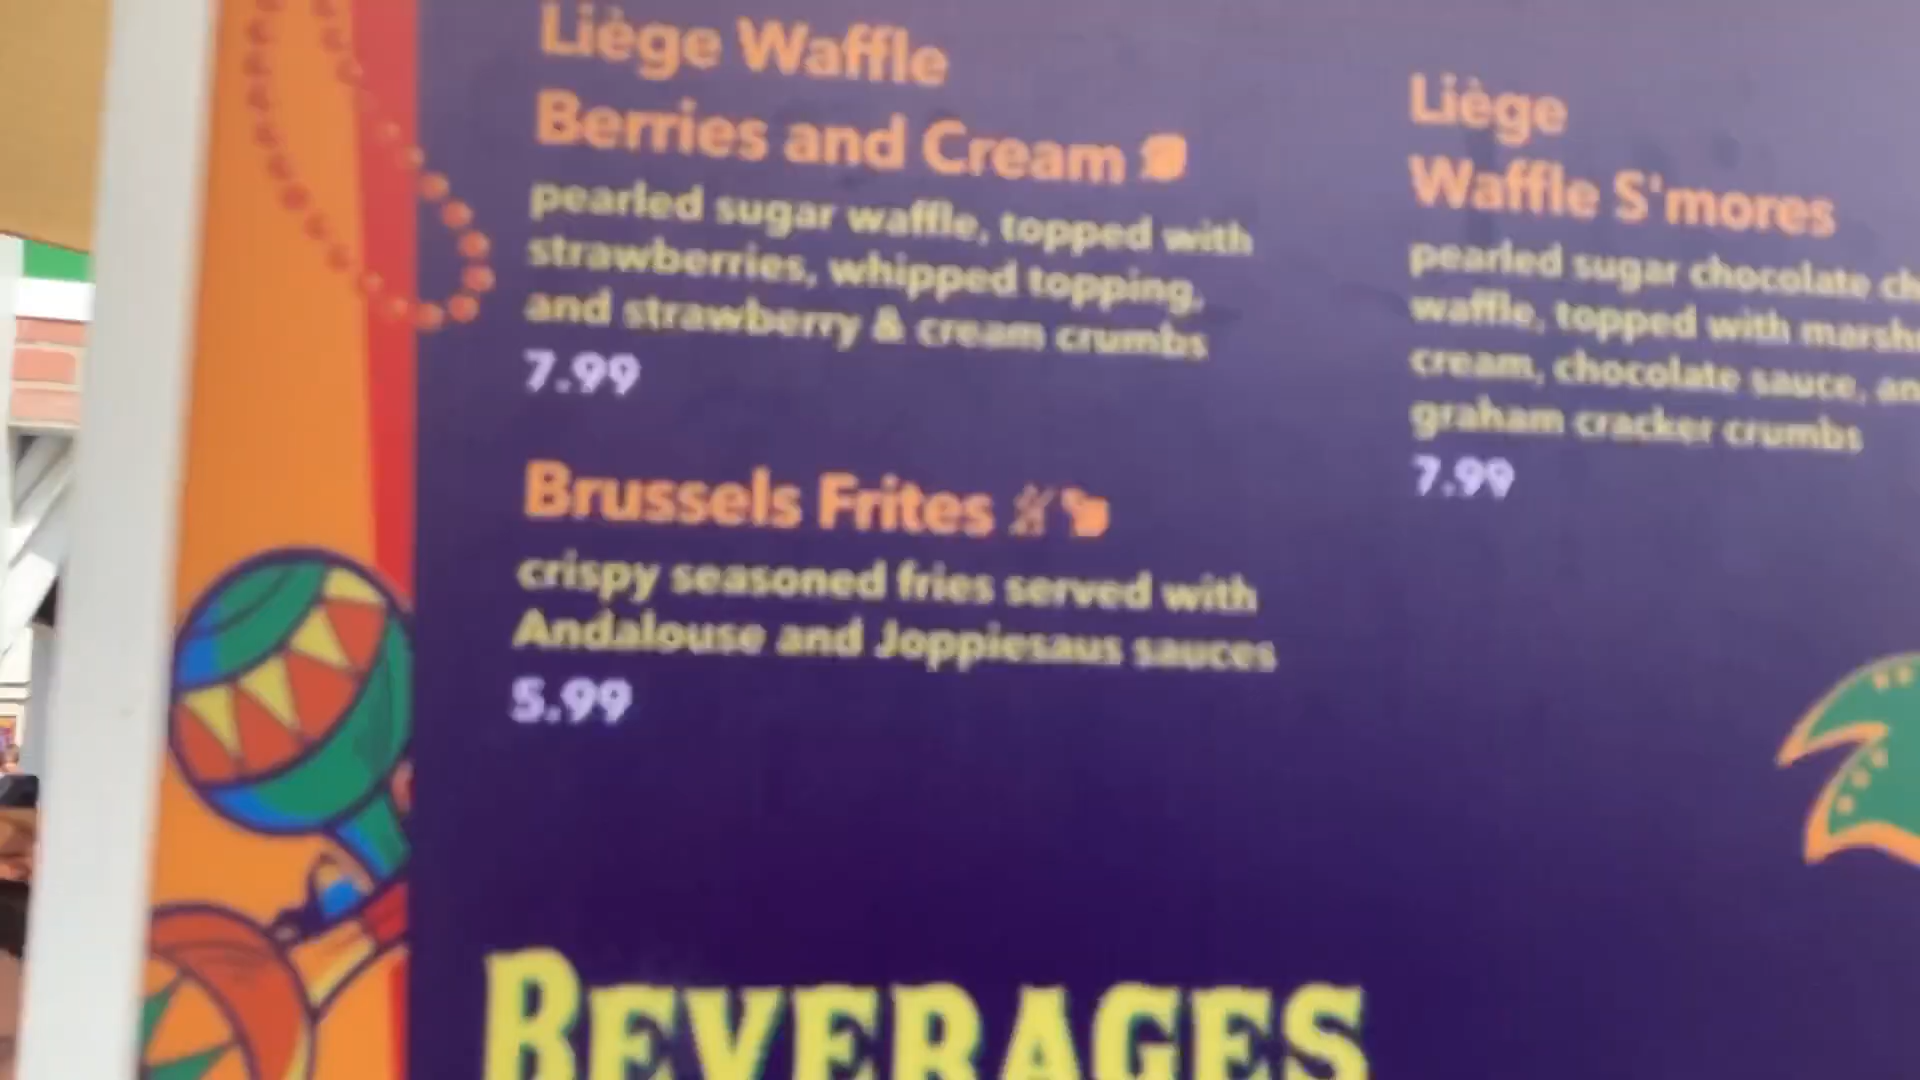 Liège Waffle
Berries and Cream
pearled sugar waffle, topped with
strawberries, whipped topping,
and strawberry & cream crumbs
7.99
Brussels Frites
crispy seasoned fries served with
Andalouse and Joppiesaus sauces
5.99
Liège
Waffle S'mores
pearled sugar chocolate
waffle, topped with
cream, chocolate sauce,
graham cracker crumbs
7.99
BEVERAGES